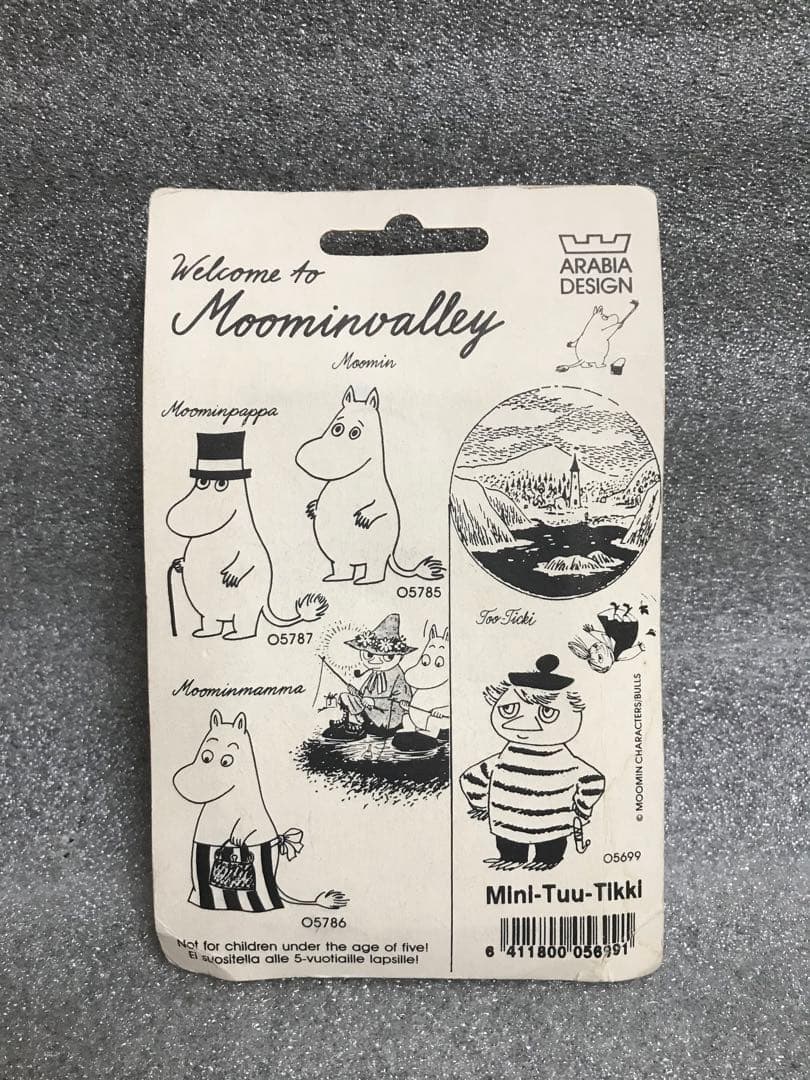 Welcome to
Moominvalley
ARABIA
DESIGN
Moomin
Moominpappa
O5785
O5787
Too-Ticki
Moominmamma
© MOOMIN CHARACTERS/BULLS
O5699
Mini-Tuu-Tikki
O5786
Not for children under the age of five!
Ei suositella alle 5-vuotiaille lapsille!
6 411800 056991